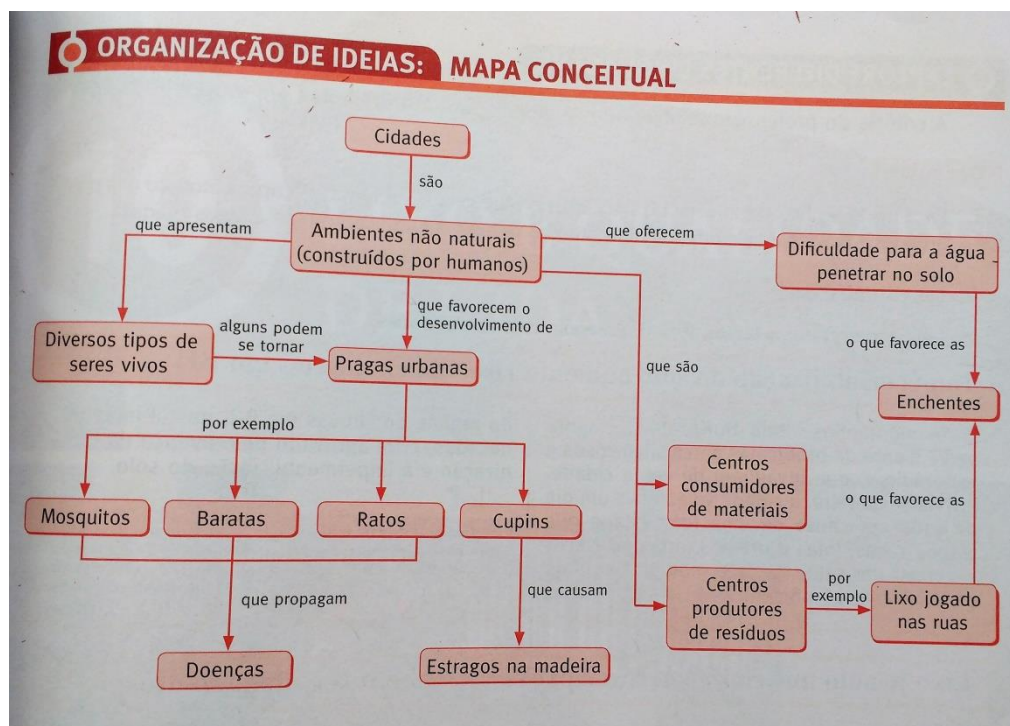 ORGANIZAÇÃO DE IDEIAS: MAPA CONCEITUAL
Cidades
são
Ambientes não naturais
(construídos por humanos)
que apresentam
que oferecem
Dificuldade para a água
penetrar no solo
Diversos tipos de
seres vivos
alguns podem
se tornar
que favorecem o
desenvolvimento de
Pragas urbanas
que são
o que favorece as
Enchentes
por exemplo
Mosquitos
Baratas
Ratos
Cupins
Centros
consumidores
de materiais
o que favorece as
que propagam
que causam
Centros
produtores
de resíduos
por
exemplo
Lixo jogado
nas ruas
Doenças
Estragos na madeira